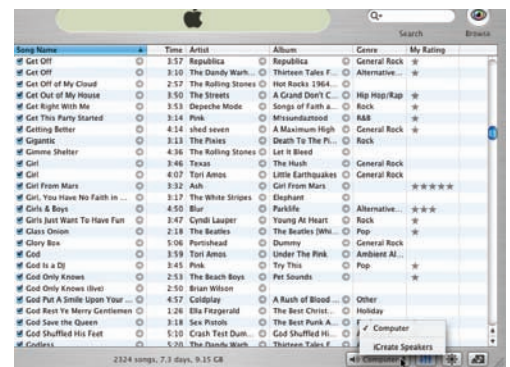 Search Browse
Song Name Time Artist Album Genre My Rating
Get Off 3:57 Republica Republica General Rock
Get Off 3:10 The Dandy Warh... Thirteen Tales F... Alternative...
Get Off of My Cloud 2:57 The Rolling Stones Hot Rocks 1964...
Get Out of My House 3:50 The Streets A Grand Don't C... Hip Hop/Rap
Get Right With Me 3:53 Depeche Mode Songs of Faith a... Rock
Get This Party Started 3:14 Pink Missundaztood R&B
Getting Better 4:14 shed seven A Maximum High General Rock
Gigantic 3:13 The Pixies Death To The Pi... Rock
Gimme Shelter 4:36 The Rolling Stones Let It Bleed
Girl 3:46 Texas The Hush General Rock
Girl 4:07 Tori Amos Little Earthquakes General Rock
Girl From Mars 3:32 Ash Girl From Mars
Girl, You Have No Faith in ... 3:17 The White Stripes Elephant
Girls & Boys 4:50 Blur Parklife Alternative...
Girls Just Want To Have Fun 3:47 Cyndi Lauper Young At Heart Rock
Glass Onion 2:18 The Beatles The Beatles [Whi... Pop
Glory Box 5:06 Portishead Dummy General Rock
God 3:59 Tori Amos Under The Pink Ambient Al...
God Is a DJ 3:45 Pink Try This Pop
God Only Knows 2:53 The Beach Boys Pet Sounds
God Only Knows (live) 2:50 Brian Wilson
God Put A Smile Upon Your ... 4:57 Coldplay A Rush of Blood ... Other
God Rest Ye Merry Gentlemen 1:26 Ella Fitzgerald The Best Christ... Holiday
God Save the Queen 3:18 Sex Pistols The Best Punk A...
God Shuffled His Feet 5:10 Crash Test Dum... God Shuffled Hi...
Godless 5:20 The Dandy Warh... Thirteen Tales F...
✓ Computer
iCreate Speakers
2324 songs, 7.3 days, 9.15 GB Computer